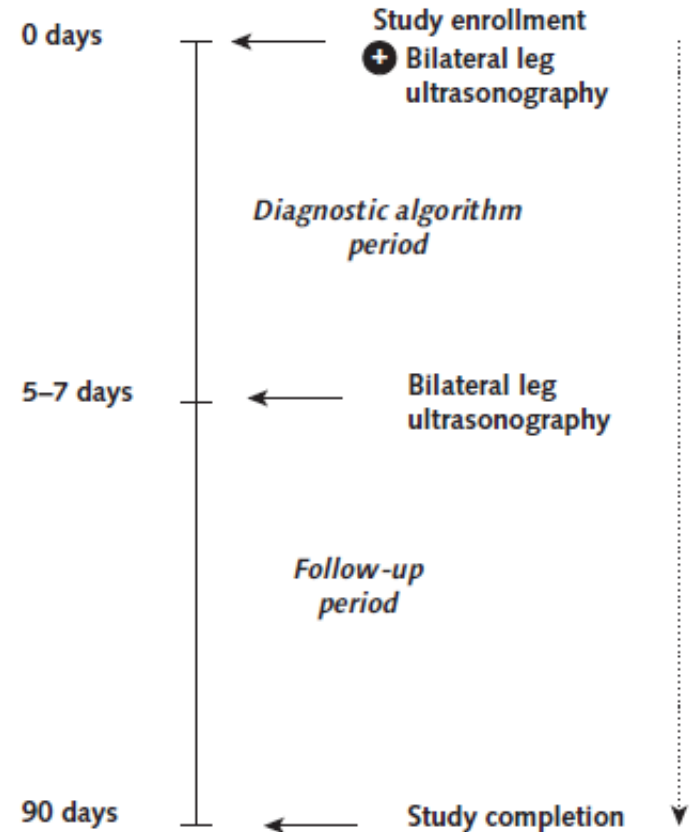 0 days
Study enrollment
+ Bilateral leg
ultrasonography
Diagnostic algorithm
period
5–7 days
Bilateral leg
ultrasonography
Follow-up
period
90 days
Study completion